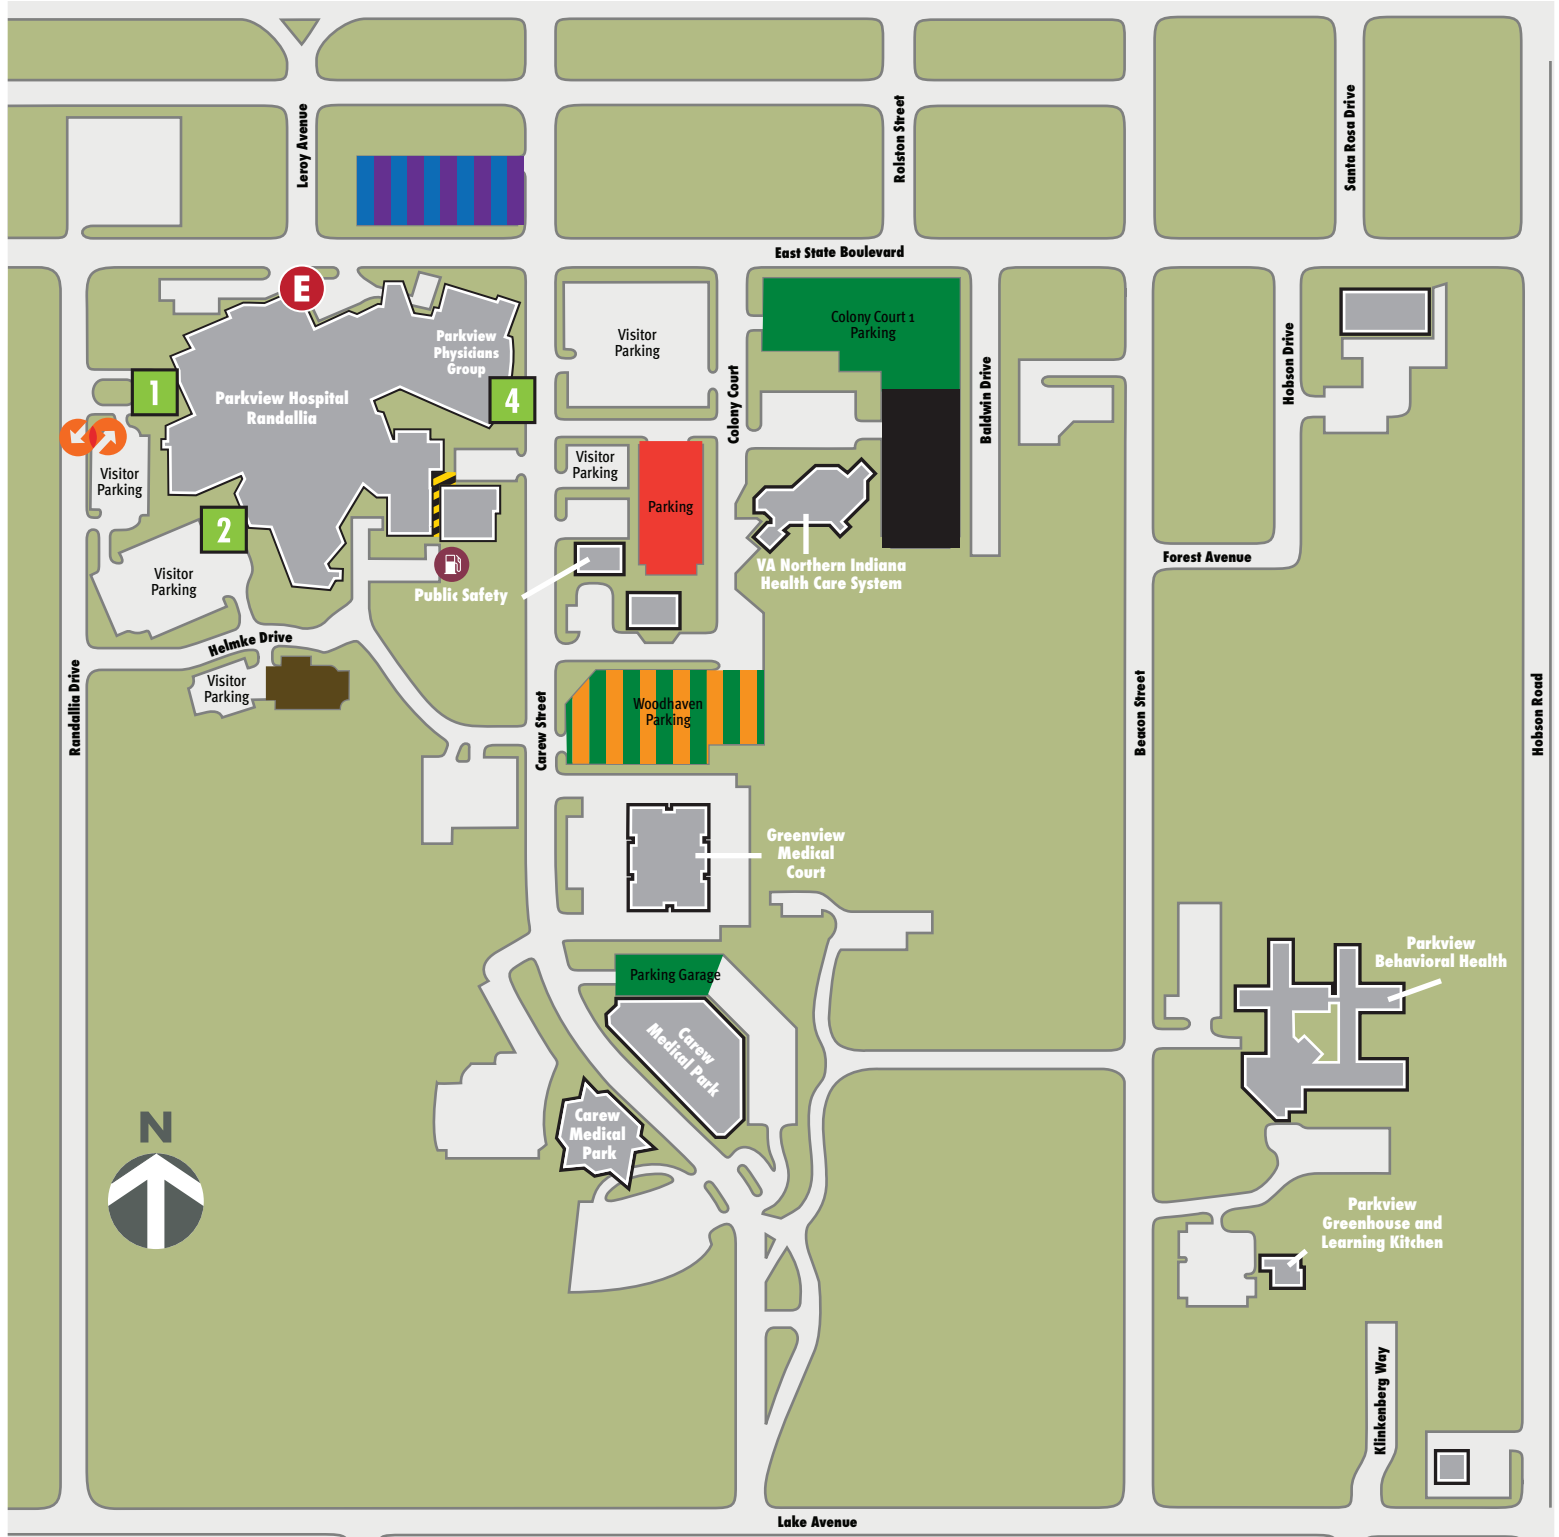 Leroy Avenue
Rolston Street
Santa Rosa Drive
East State Boulevard
E
Parkview
Physicians
Group
1
4
Parkview Hospital
Randallia
Visitor
Parking
Colony Court 1
Parking
Colony Court
Baldwin Drive
Hobson Drive
Visitor
Parking
Visitor
Parking
Parking
2
Visitor
Parking
Public Safety
VA Northern Indiana
Health Care System
Forest Avenue
Helmke Drive
Visitor
Parking
Randallia Drive
Carew Street
Woodhaven
Parking
Beacon Street
Hobson Road
Greenview
Medical
Court
Parkview
Behavioral Health
Parking Garage
Carew
Medical Park
Carew
Medical
Park
N
Parkview
Greenhouse and
Learning Kitchen
Klinkenberg Way
Lake Avenue